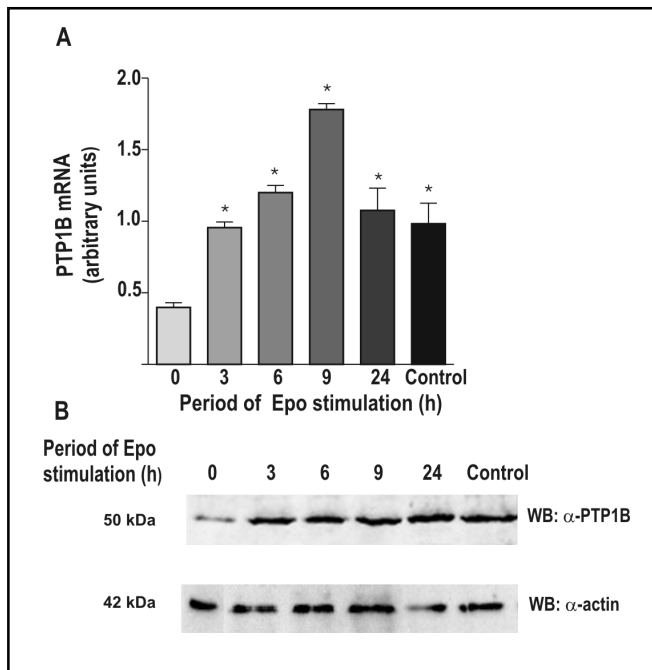 A
PTP1B mRNA
(arbitrary units)
2.0
1.5
1.0
0.5
* * * * *
0 3 6 9 24 Control
Period of Epo stimulation (h)
B
Period of Epo
stimulation (h) 0 3 6 9 24 Control
50 kDa WB: α-PTP1B
42 kDa WB: α-actin